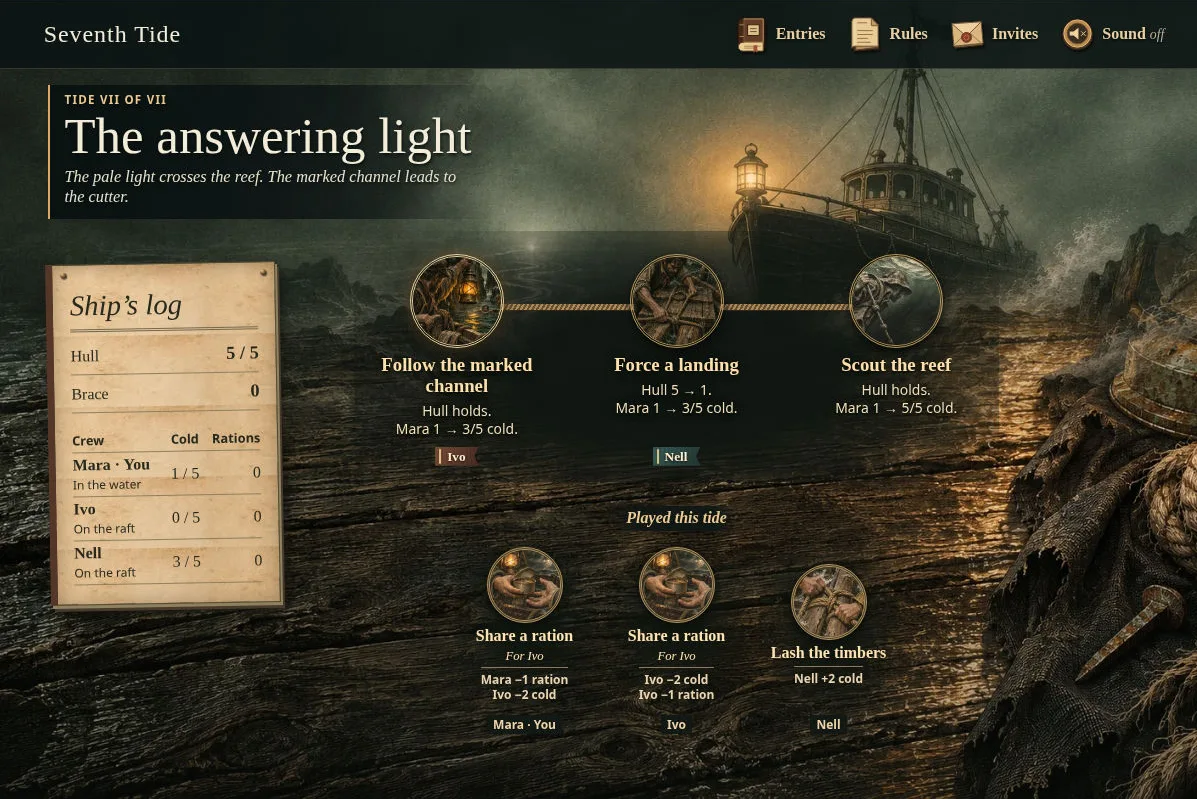 Seventh Tide
Entries
Rules
Invites
Sound off
TIDE VII OF VII
The answering light
The pale light crosses the reef. The marked channel leads to
the cutter.
Ship’s log
Hull 5 / 5
Brace 0
Crew Cold Rations
Mara · You 1 / 5 0
In the water
Ivo 0 / 5 0
On the raft
Nell 3 / 5 0
On the raft
Follow the marked
channel
Hull holds.
Mara 1 → 3/5 cold.
Ivo
Force a landing
Hull 5 → 1.
Mara 1 → 3/5 cold.
Nell
Scout the reef
Hull holds.
Mara 1 → 5/5 cold.
Played this tide
Share a ration
For Ivo
Mara −1 ration
Ivo −2 cold
Mara · You
Share a ration
For Ivo
Ivo −2 cold
Ivo −1 ration
Ivo
Lash the timbers
Nell +2 cold
Nell